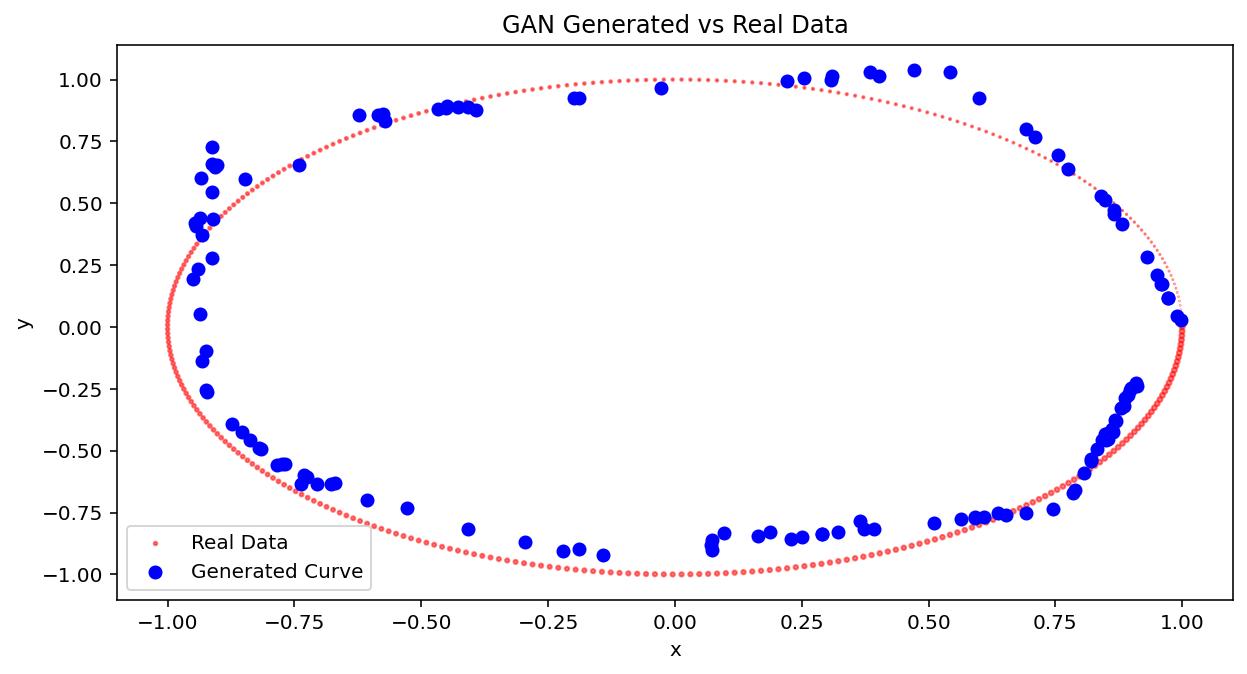 GAN Generated vs Real Data
1.00
0.75
0.50
0.25
0.00
−0.25
−0.50
−0.75
−1.00
y
Real Data
Generated Curve
−1.00 −0.75 −0.50 −0.25 0.00 0.25 0.50 0.75 1.00
x